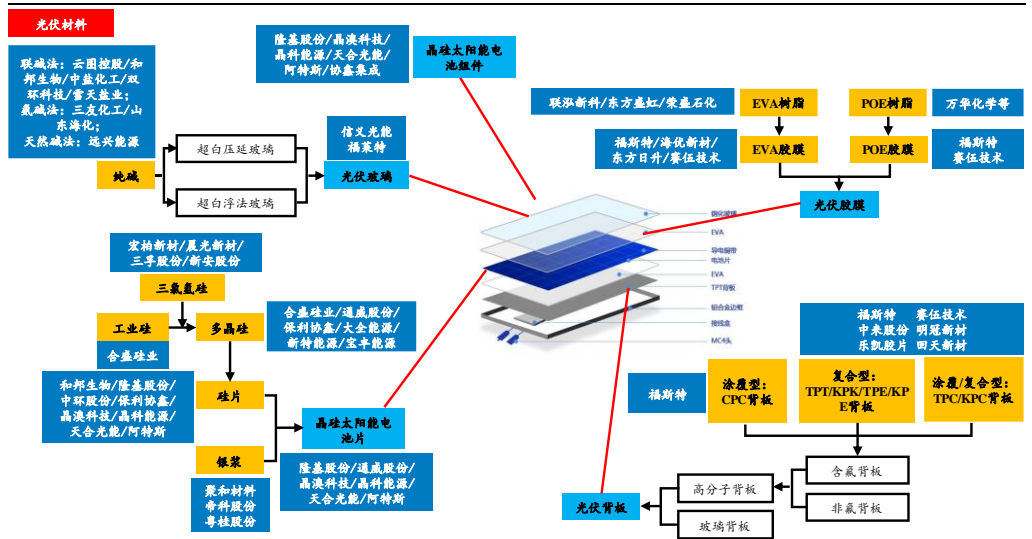 光伏材料
联碱法：云图控股/和
邦生物/中盐化工/双
环科技/雪天盐业；
氨碱法：三友化工/山
东海化；
天然碱法：远兴能源
纯碱
超白压延玻璃
超白浮法玻璃
信义光能
福莱特
光伏玻璃
隆基股份/晶澳科技/
晶科能源/天合光能/
阿特斯/协鑫集成
晶硅太阳能电
池组件
联泓新科/东方盛虹/荣盛石化
EVA树脂
POE树脂
万华化学等
福斯特/海优新材/
东方日升/赛伍技术
EVA胶膜
POE胶膜
福斯特
赛伍技术
光伏胶膜
钢化玻璃
EVA
导电铜带
电池片
EVA
TPT背板
铝合金边框
接线盒
MC4头
宏柏新材/晨光新材/
三孚股份/新安股份
三氯氢硅
工业硅
多晶硅
合盛硅业
合盛硅业/通威股份/
保利协鑫/大全能源/
新特能源/宝丰能源
和邦生物/隆基股份/
中环股份/保利协鑫/
晶澳科技/晶科能源/
天合光能/阿特斯
硅片
银浆
晶硅太阳能电
池片
聚和材料
帝科股份
粤桂股份
隆基股份/通威股份/
晶澳科技/晶科能源/
天合光能/阿特斯
福斯特 赛伍技术
中来股份 明冠新材
乐凯胶片 回天新材
福斯特
涂覆型：
CPC背板
复合型：
TPT/KPK/TPE/KP
E背板
涂覆/复合型：
TPC/KPC背板
含氟背板
非氟背板
高分子背板
玻璃背板
光伏背板